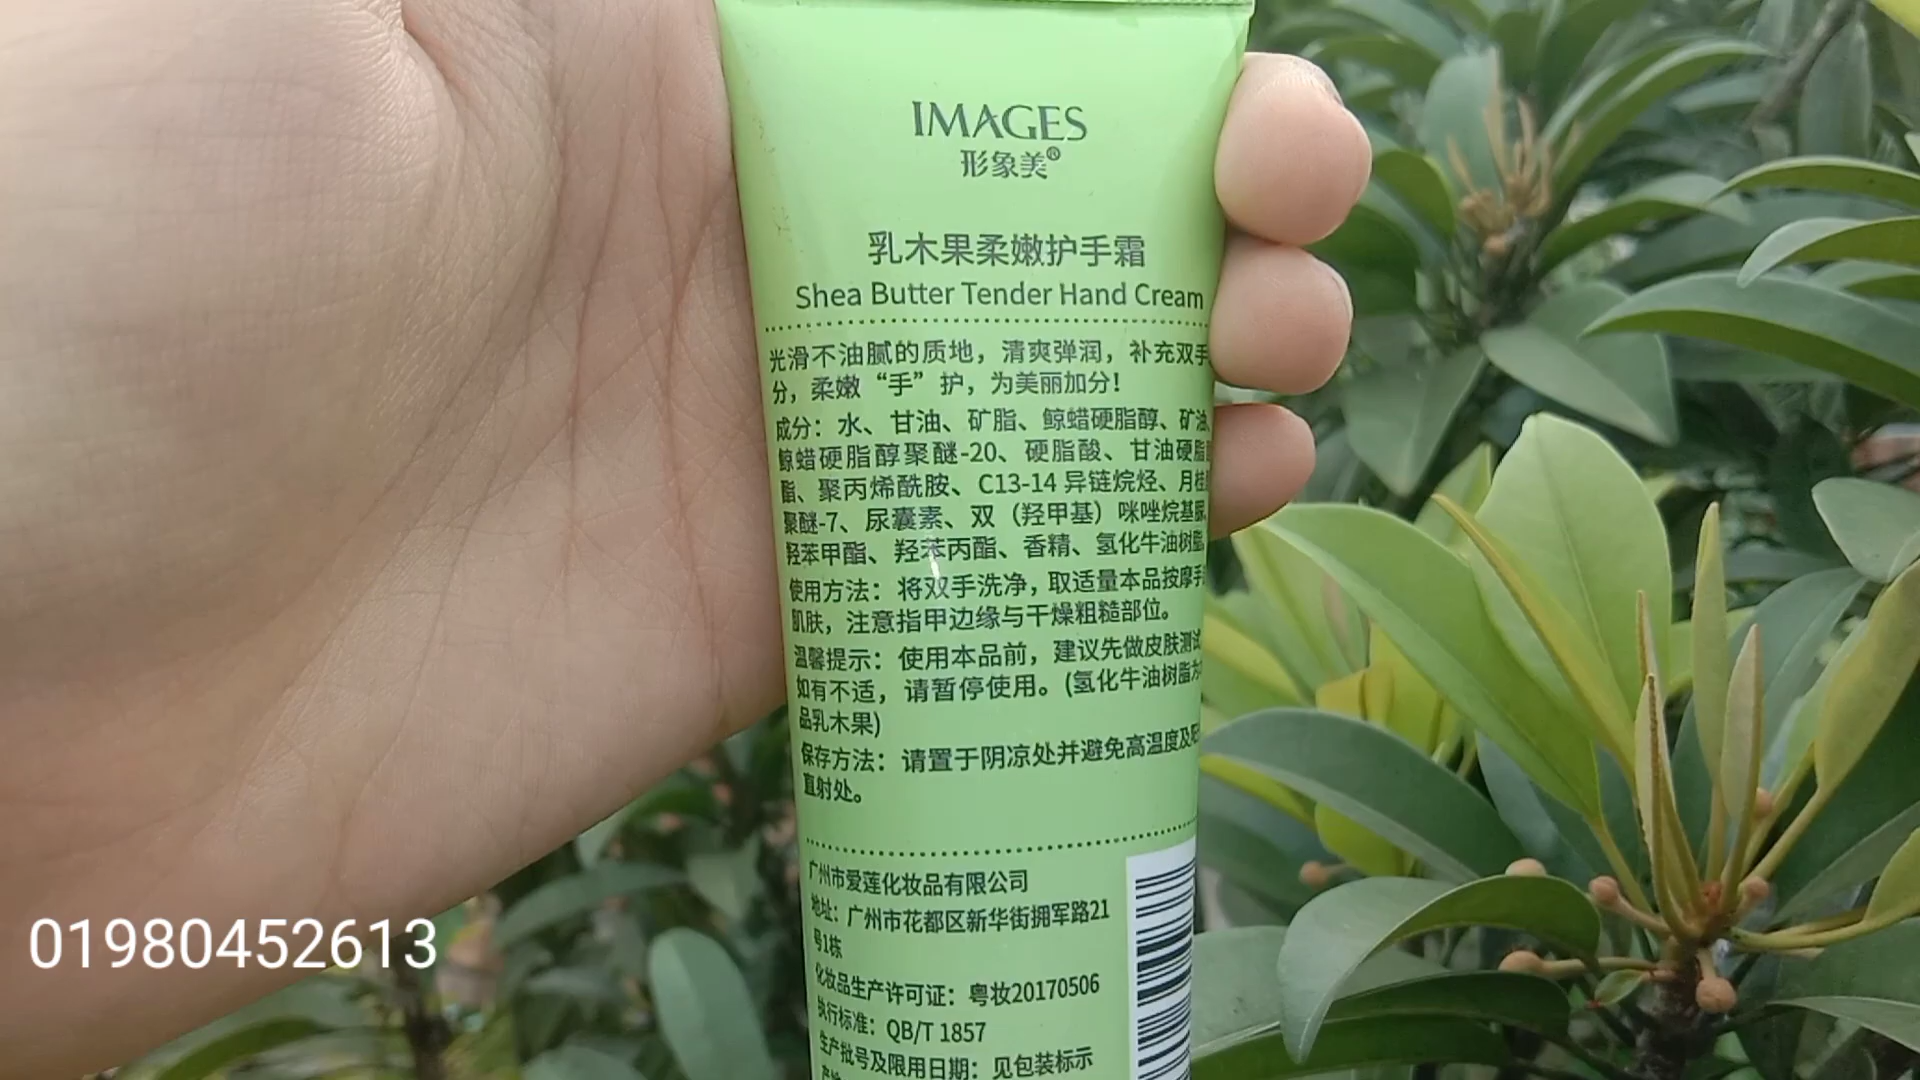 IMAGES
形象美®
乳木果柔嫩护手霜
Shea Butter Tender Hand Cream
光滑不油腻的质地，清爽弹润，补充双手
分，柔嫩“手”护，为美丽加分！
成分：水、甘油、矿脂、鲸蜡硬脂醇、矿油、
鲸蜡硬脂醇聚醚-20、硬脂酸、甘油硬脂
酯、聚丙烯酰胺、C13-14 异链烷烃、月桂
聚醚-7、尿囊素、双（羟甲基）咪唑烷基脲、
羟苯甲酯、羟苯丙酯、香精、氢化牛油树脂
使用方法：将双手洗净，取适量本品按摩手
肌肤，注意指甲边缘与干燥粗糙部位。
温馨提示：使用本品前，建议先做皮肤测试
如有不适，请暂停使用。(氢化牛油树脂为
品乳木果)
保存方法：请置于阴凉处并避免高温度及阳
直射处。
广州市爱莲化妆品有限公司
地址：广州市花都区新华街拥军路21
号1栋
化妆品生产许可证：粤妆20170506
执行标准：QB/T 1857
生产批号及限用日期：见包装标示
01980452613